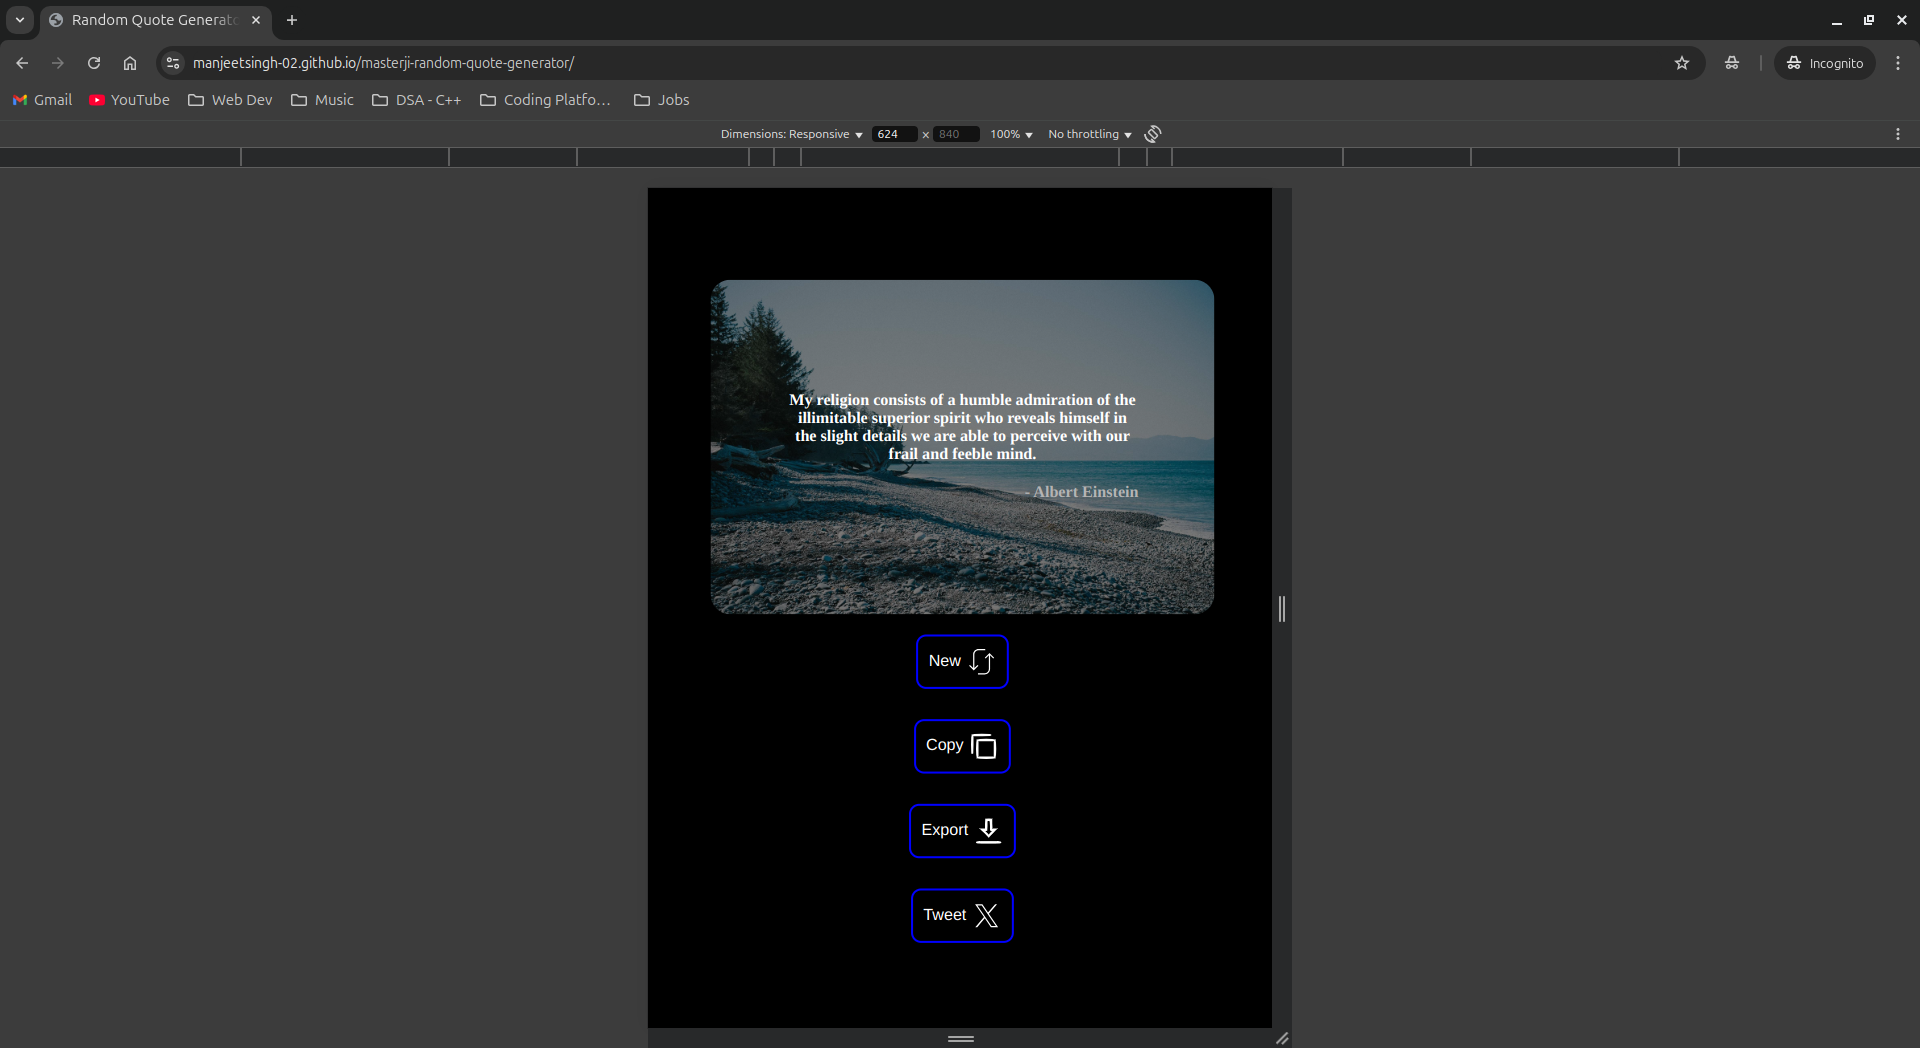 Random Quote Generato
manjeetsingh-02.github.io/masterji-random-quote-generator/
Incognito
Gmail YouTube Web Dev Music DSA - C++ Coding Platfo... Jobs
Dimensions: Responsive 624 × 840 100% No throttling
My religion consists of a humble admiration of the
illimitable superior spirit who reveals himself in
the slight details we are able to perceive with our
frail and feeble mind.
- Albert Einstein
New
Copy
Export
Tweet